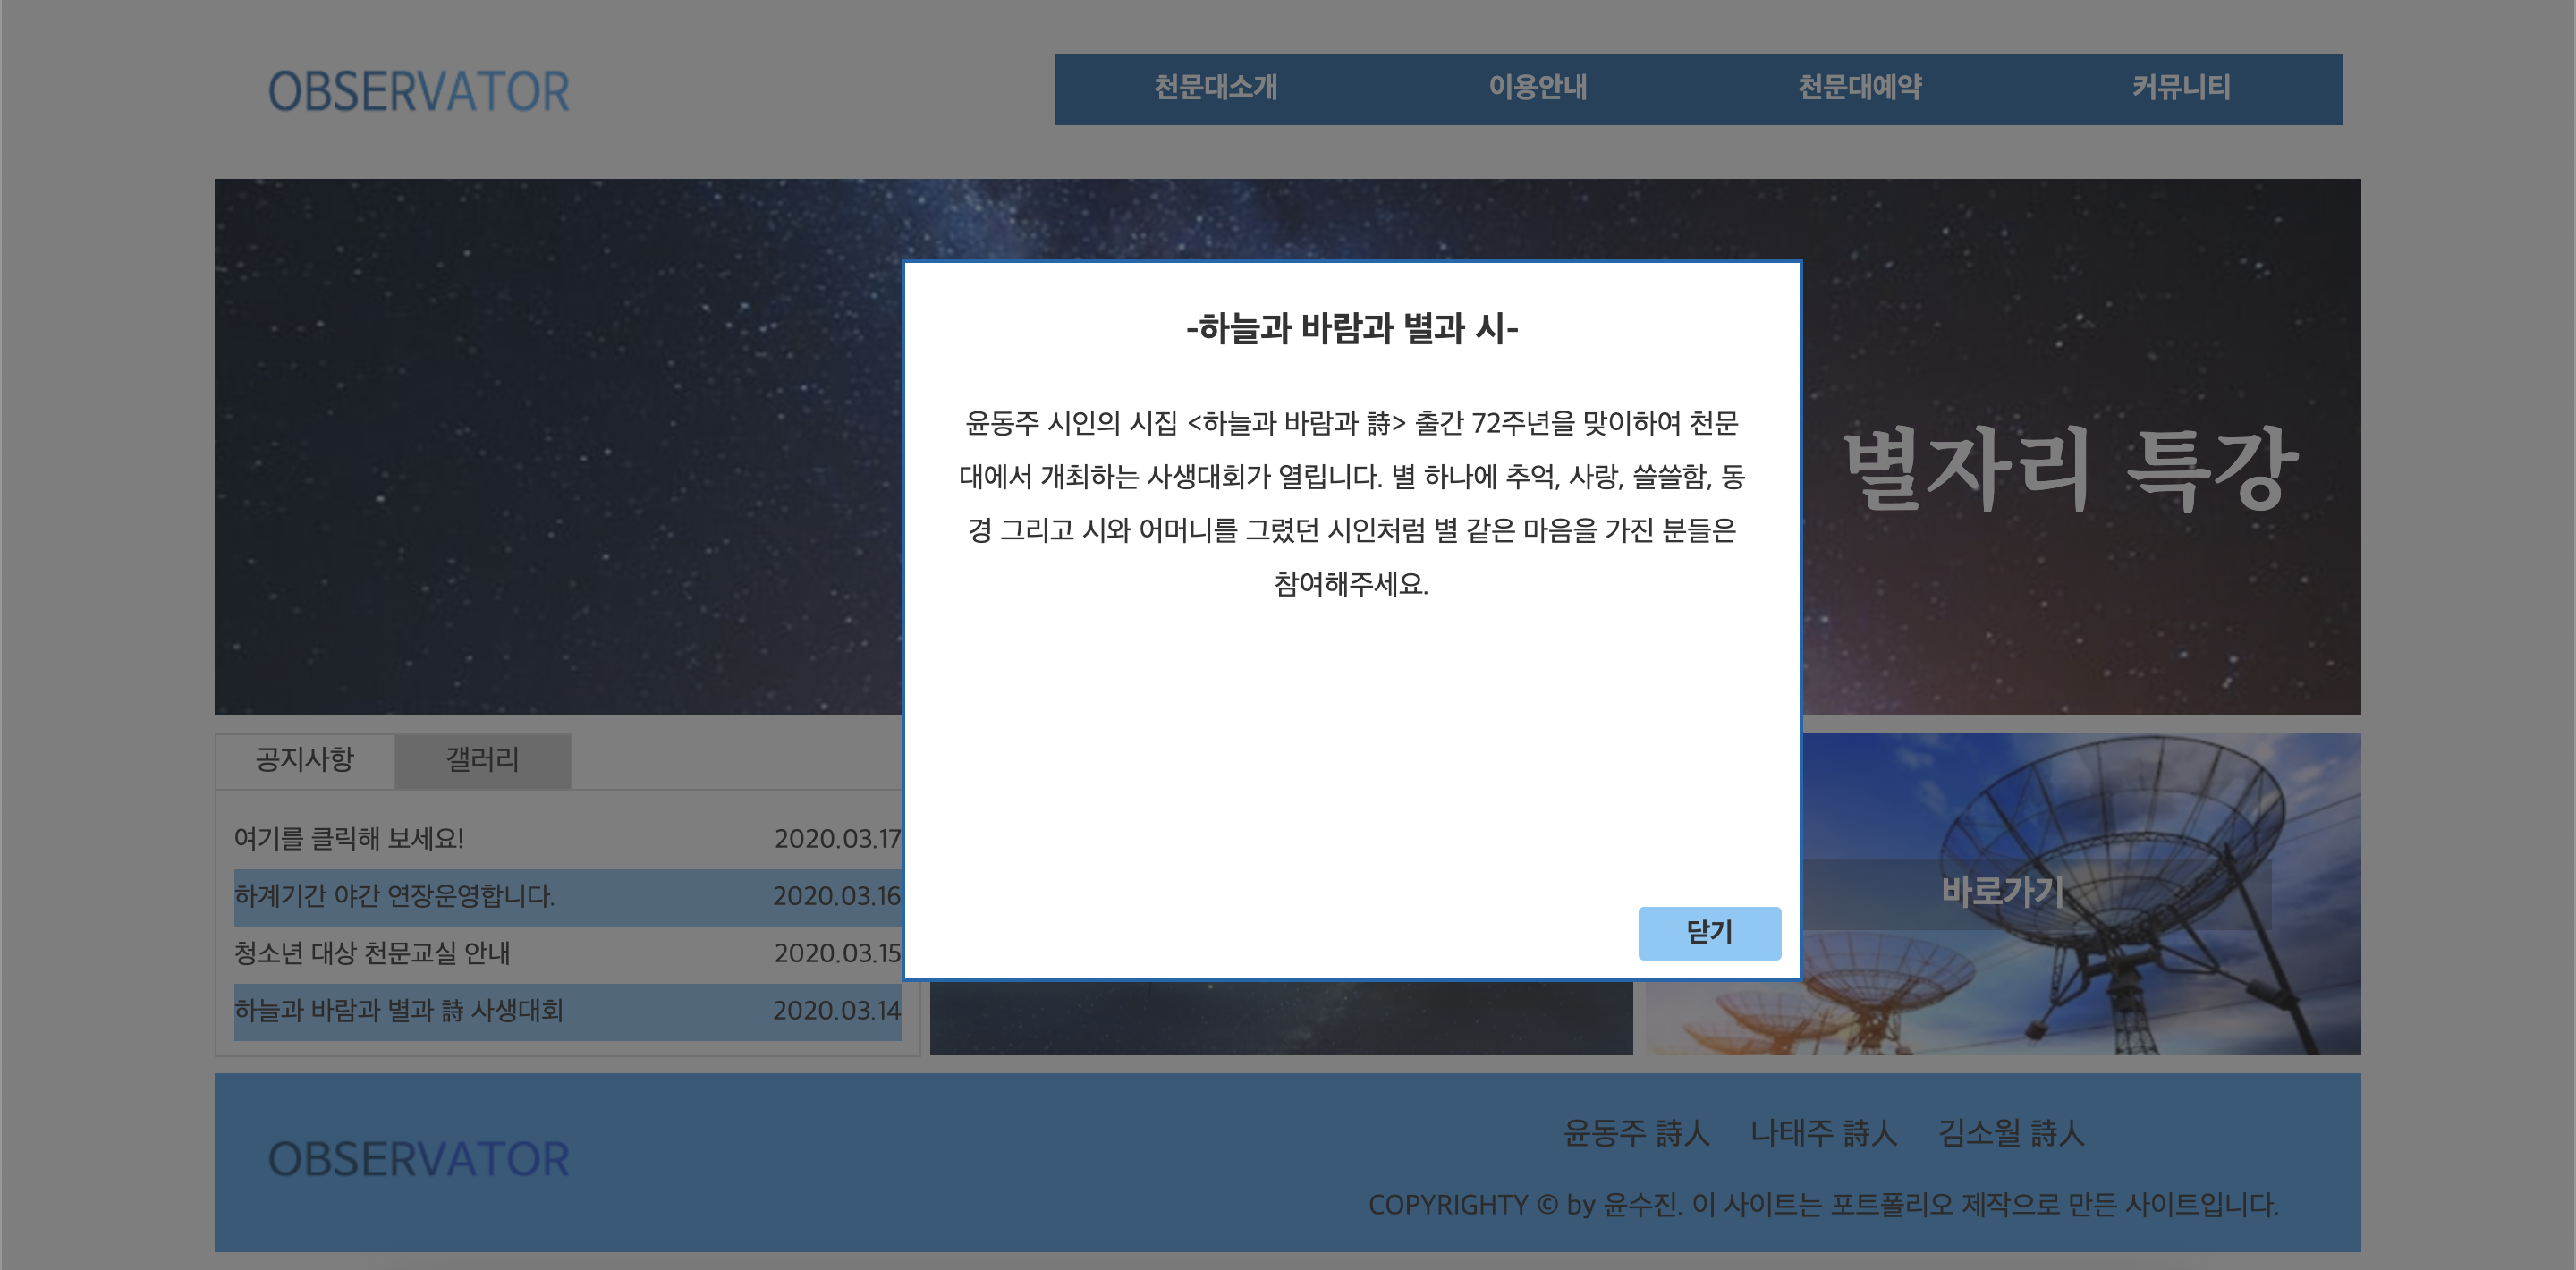 OBSERVATOR
천문대소개 이용안내 천문대예약 커뮤니티
-하늘과 바람과 별과 시-
윤동주 시인의 시집 <하늘과 바람과 詩> 출간 72주년을 맞이하여 천문
대에서 개최하는 사생대회가 열립니다. 별 하나에 추억, 사랑, 쓸쓸함, 동
경 그리고 시와 어머니를 그렸던 시인처럼 별 같은 마음을 가진 분들은
참여해주세요.
닫기
별자리 특강
공지사항 갤러리
여기를 클릭해 보세요! 2020.03.17
하계기간 야간 연장운영합니다. 2020.03.16
청소년 대상 천문교실 안내 2020.03.15
하늘과 바람과 별과 詩 사생대회 2020.03.14
바로가기
OBSERVATOR
윤동주 詩人 나태주 詩人 김소월 詩人
COPYRIGHTY © by 윤수진. 이 사이트는 포트폴리오 제작으로 만든 사이트입니다.